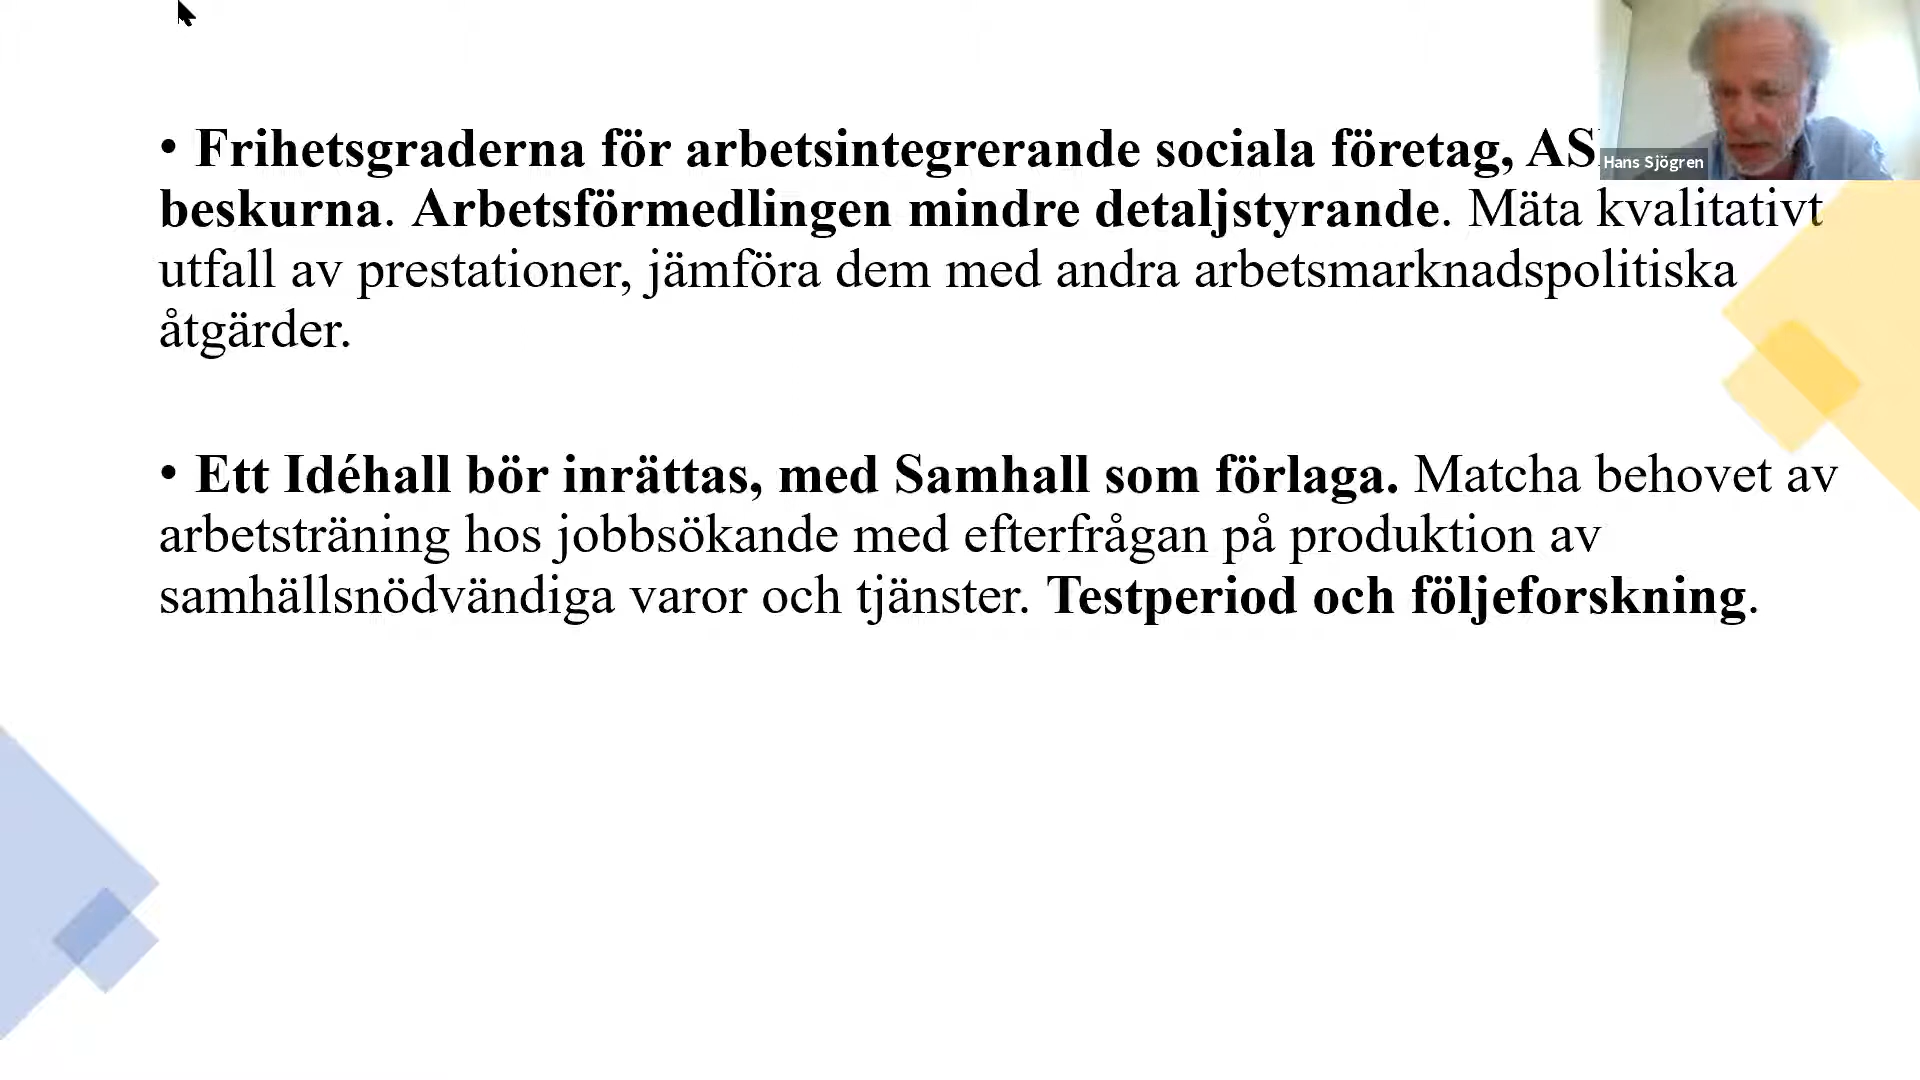 • Frihetsgraderna för arbetsintegrerande sociala företag,
Hans Sjögren
beskurna. Arbetsförmedlingen mindre detaljstyrande. Mäta kvalitativt
utfall av prestationer, jämföra dem med andra arbetsmarknadspolitiska
åtgärder.
• Ett Idéhall bör inrättas, med Samhall som förlaga. Matcha behovet av
arbetsträning hos jobbsökande med efterfrågan på produktion av
samhällsnödvändiga varor och tjänster. Testperiod och följeforskning.